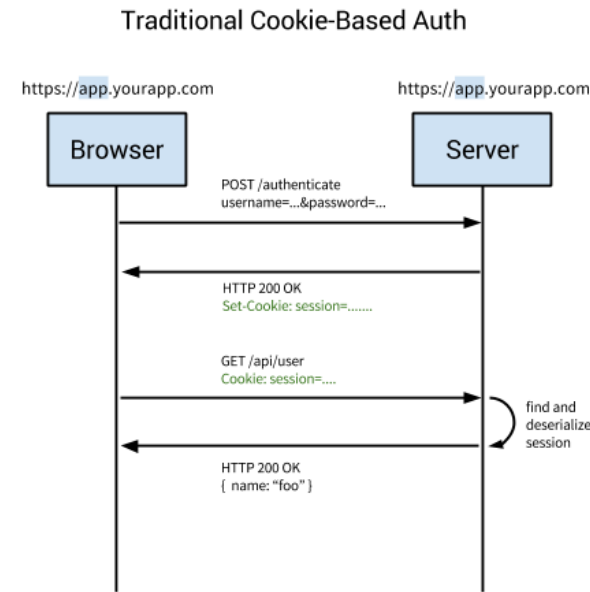 Traditional Cookie-Based Auth
https://app.yourapp.com
https://app.yourapp.com
Browser
Server
POST /authenticate
username=...&password=...
HTTP 200 OK
Set-Cookie: session=.......
GET /api/user
Cookie: session=....
find and
deserialize
session
HTTP 200 OK
{ name: “foo” }